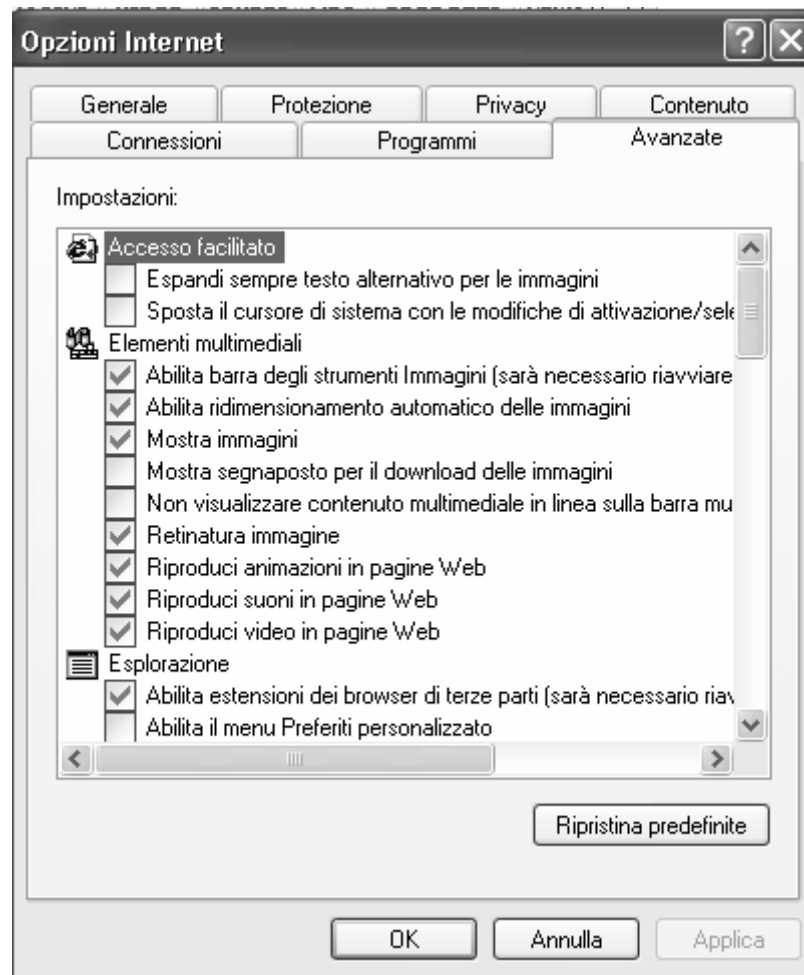 Opzioni Internet
Generale Protezione Privacy Contenuto
Connessioni Programmi Avanzate
Impostazioni:
Accesso facilitato
Espandi sempre testo alternativo per le immagini
Sposta il cursore di sistema con le modifiche di attivazione/sele
Elementi multimediali
Abilita barra degli strumenti Immagini (sarà necessario riavviare
Abilita ridimensionamento automatico delle immagini
Mostra immagini
Mostra segnaposto per il download delle immagini
Non visualizzare contenuto multimediale in linea sulla barra mu
Retinatura immagine
Riproduci animazioni in pagine Web
Riproduci suoni in pagine Web
Riproduci video in pagine Web
Esplorazione
Abilita estensioni dei browser di terze parti (sarà necessario riav
Abilita il menu Preferiti personalizzato
Ripristina predefinite
OK Annulla Applica